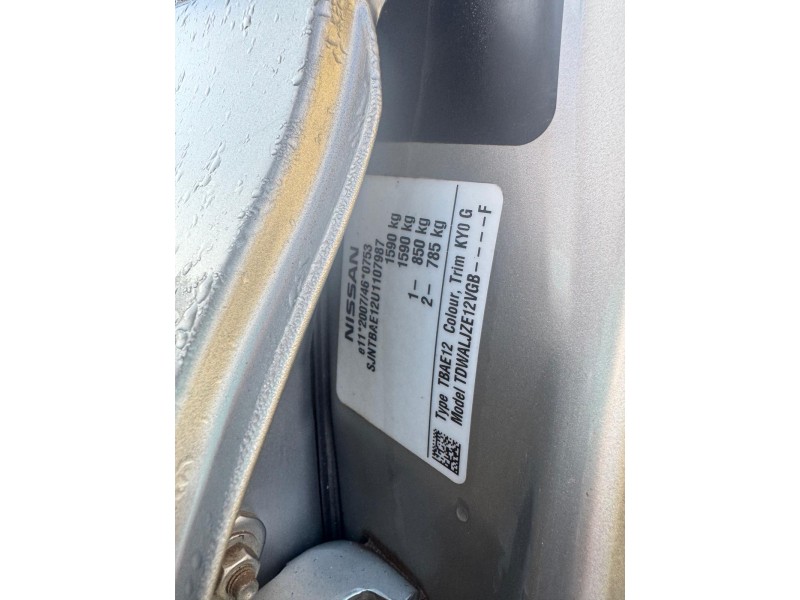 NISSAN
e11*2007/46*0753
SJNTBAE12U1107987
1590 kg
1590 kg
1– 850 kg
2– 785 kg
Type TBAE12 Colour, Trim KY0 G
Model TDWALJZE12VGB----F